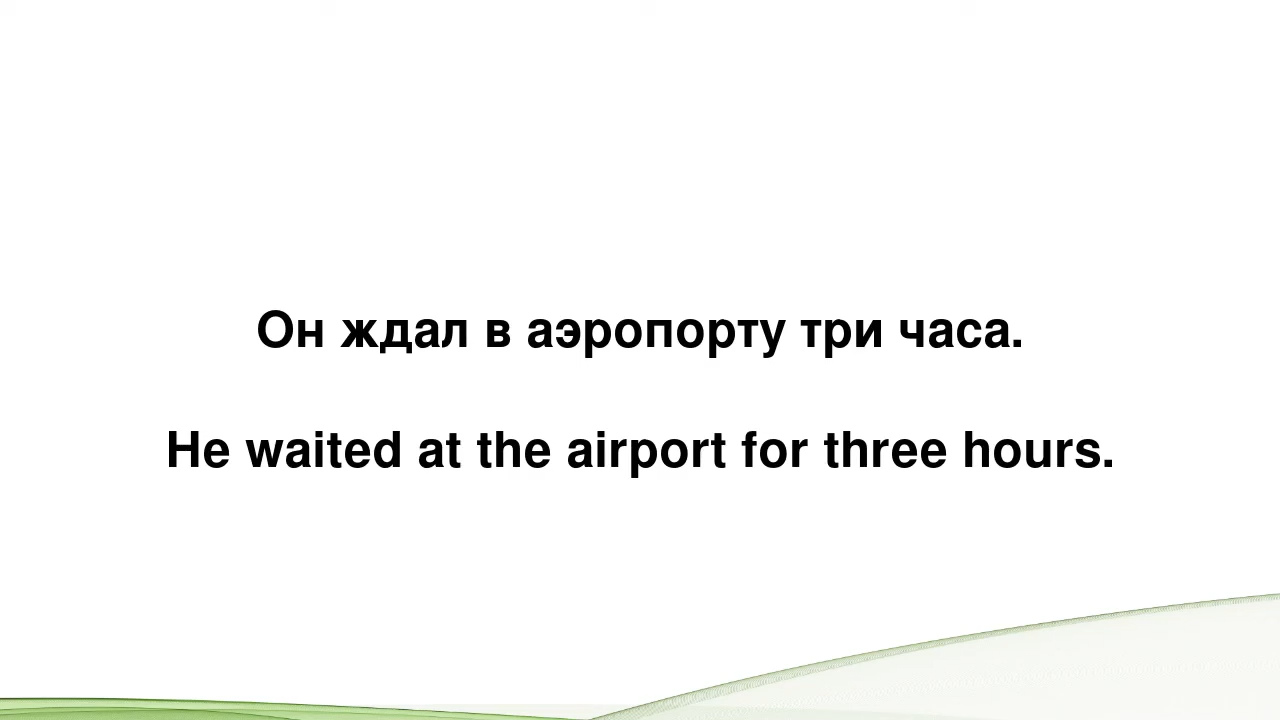 Он ждал в аэропорту три часа.
He waited at the airport for three hours.